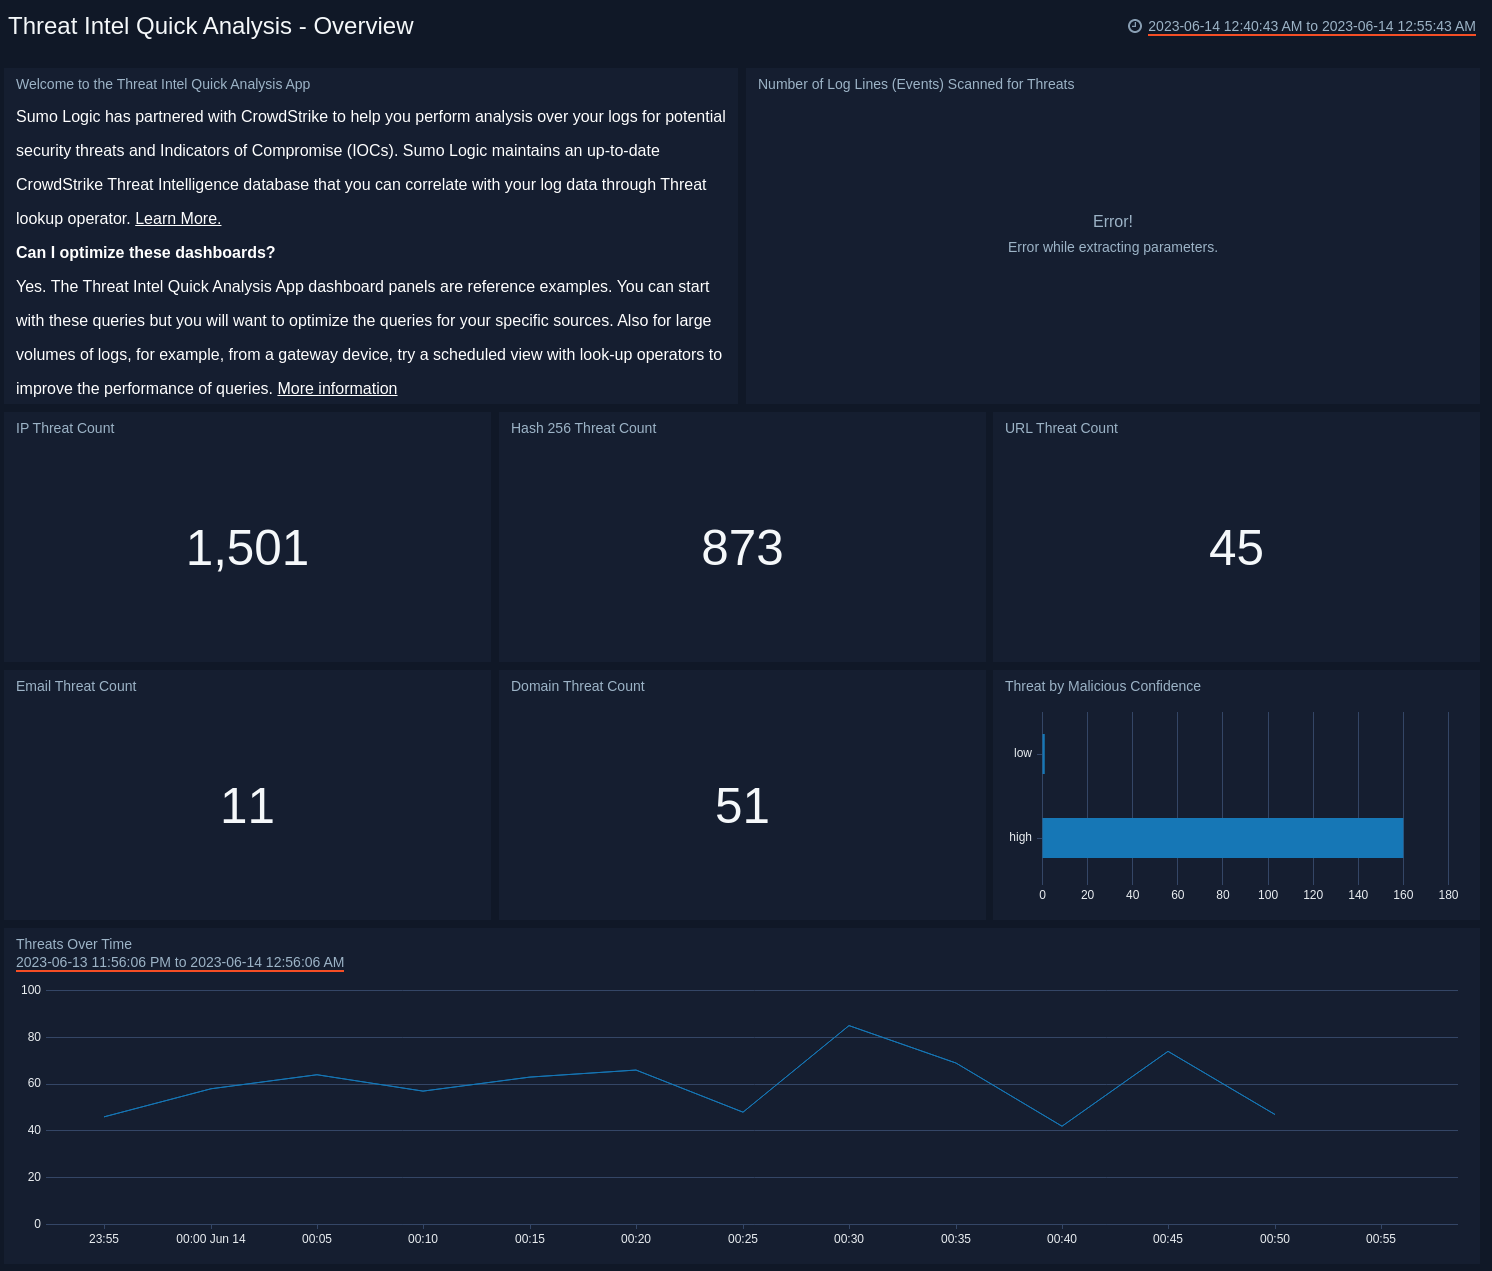 Threat Intel Quick Analysis - Overview
2023-06-14 12:40:43 AM to 2023-06-14 12:55:43 AM
Welcome to the Threat Intel Quick Analysis App
Sumo Logic has partnered with CrowdStrike to help you perform analysis over your logs for potential
security threats and Indicators of Compromise (IOCs). Sumo Logic maintains an up-to-date
CrowdStrike Threat Intelligence database that you can correlate with your log data through Threat
lookup operator. Learn More.
Can I optimize these dashboards?
Yes. The Threat Intel Quick Analysis App dashboard panels are reference examples. You can start
with these queries but you will want to optimize the queries for your specific sources. Also for large
volumes of logs, for example, from a gateway device, try a scheduled view with look-up operators to
improve the performance of queries. More information
Number of Log Lines (Events) Scanned for Threats
Error!
Error while extracting parameters.
IP Threat Count
1,501
Hash 256 Threat Count
873
URL Threat Count
45
Email Threat Count
11
Domain Threat Count
51
Threat by Malicious Confidence
low
high
0 20 40 60 80 100 120 140 160 180
Threats Over Time
2023-06-13 11:56:06 PM to 2023-06-14 12:56:06 AM
100
80
60
40
20
0
23:55 00:00 Jun 14 00:05 00:10 00:15 00:20 00:25 00:30 00:35 00:40 00:45 00:50 00:55